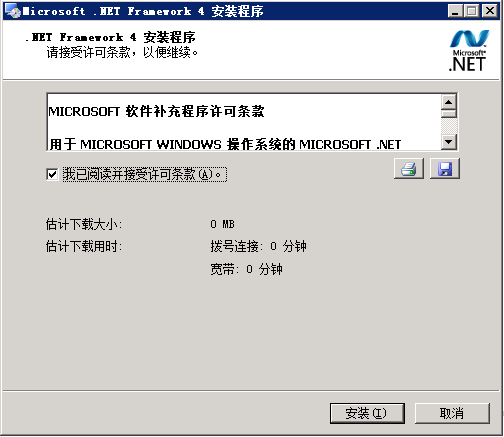 Microsoft .NET Framework 4 安装程序
.NET Framework 4 安装程序
请接受许可条款，以便继续。
Microsoft®
.NET
MICROSOFT 软件补充程序许可条款
用于 MICROSOFT WINDOWS 操作系统的 MICROSOFT .NET
我已阅读并接受许可条款(A)。
估计下载大小: 0 MB
估计下载用时: 拨号连接: 0 分钟
宽带: 0 分钟
安装(I) 取消